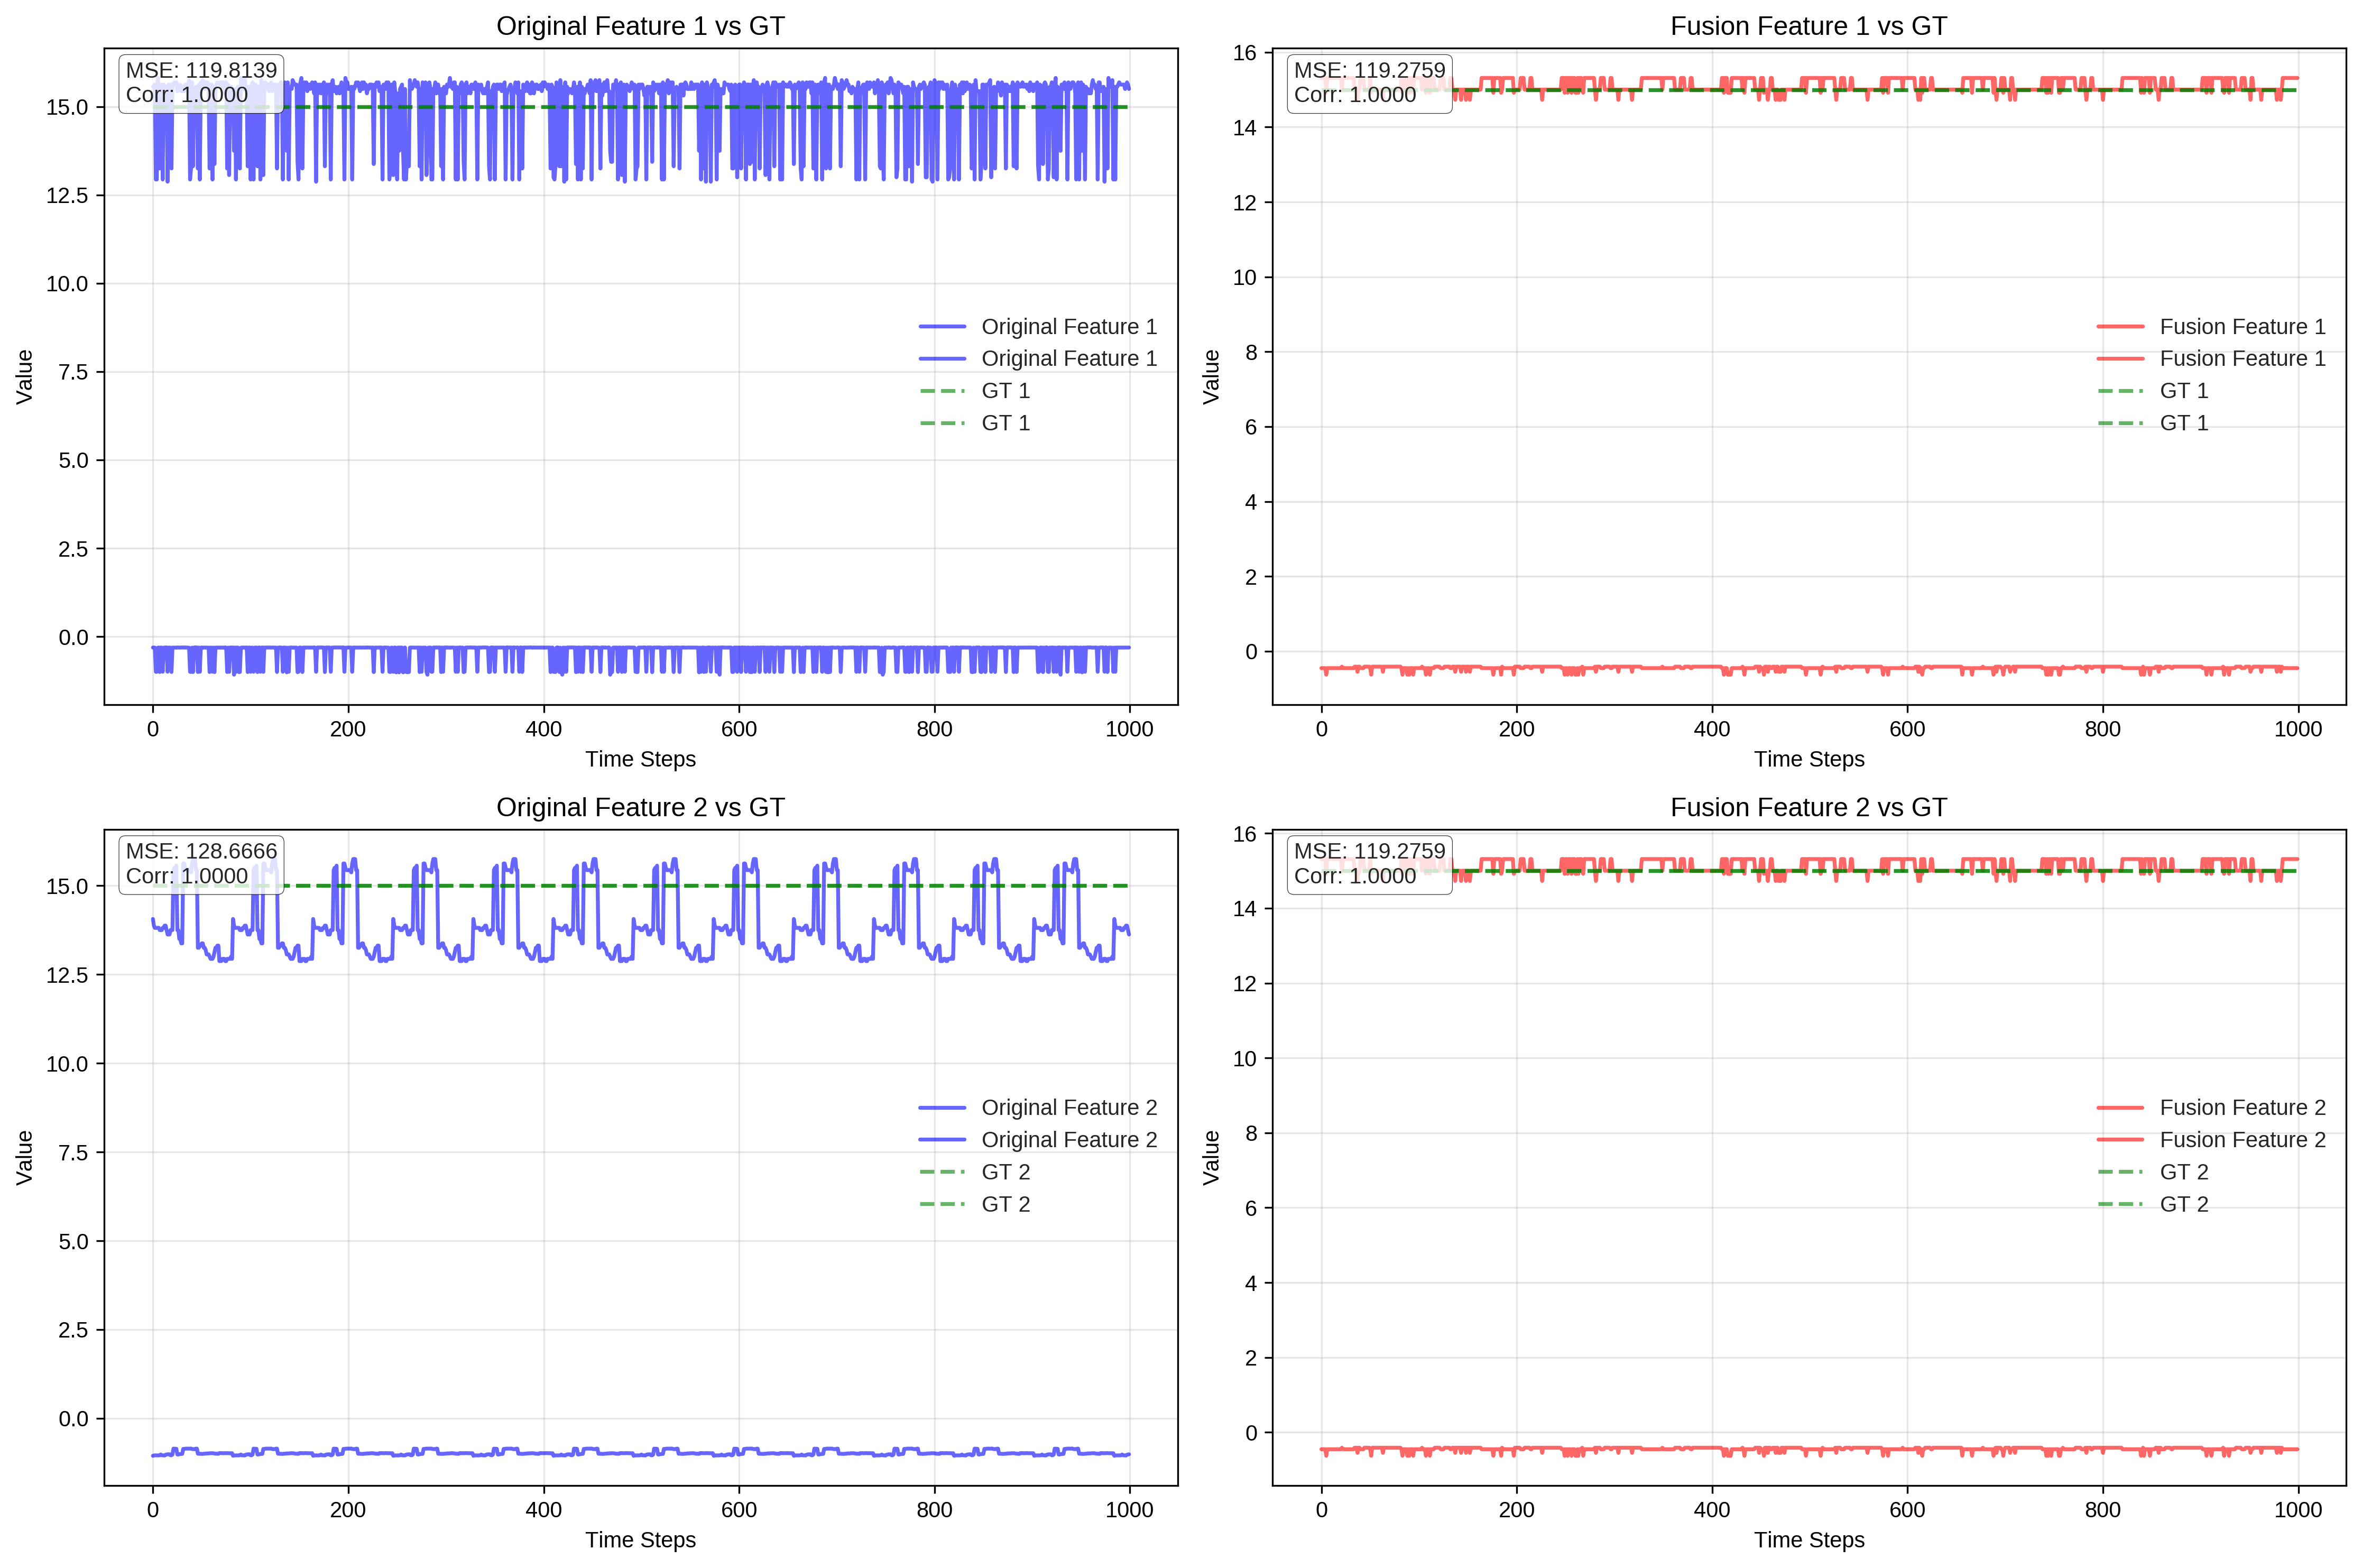 Original Feature 1 vs GT
MSE: 119.8139
Corr: 1.0000
15.0
12.5
10.0
7.5
5.0
2.5
0.0
Value
Original Feature 1
Original Feature 1
GT 1
GT 1
0 200 400 600 800 1000
Time Steps
Fusion Feature 1 vs GT
MSE: 119.2759
Corr: 1.0000
16
14
12
10
8
6
4
2
0
Value
Fusion Feature 1
Fusion Feature 1
GT 1
GT 1
0 200 400 600 800 1000
Time Steps
Original Feature 2 vs GT
MSE: 128.6666
Corr: 1.0000
15.0
12.5
10.0
7.5
5.0
2.5
0.0
Value
Original Feature 2
Original Feature 2
GT 2
GT 2
0 200 400 600 800 1000
Time Steps
Fusion Feature 2 vs GT
MSE: 119.2759
Corr: 1.0000
16
14
12
10
8
6
4
2
0
Value
Fusion Feature 2
Fusion Feature 2
GT 2
GT 2
0 200 400 600 800 1000
Time Steps